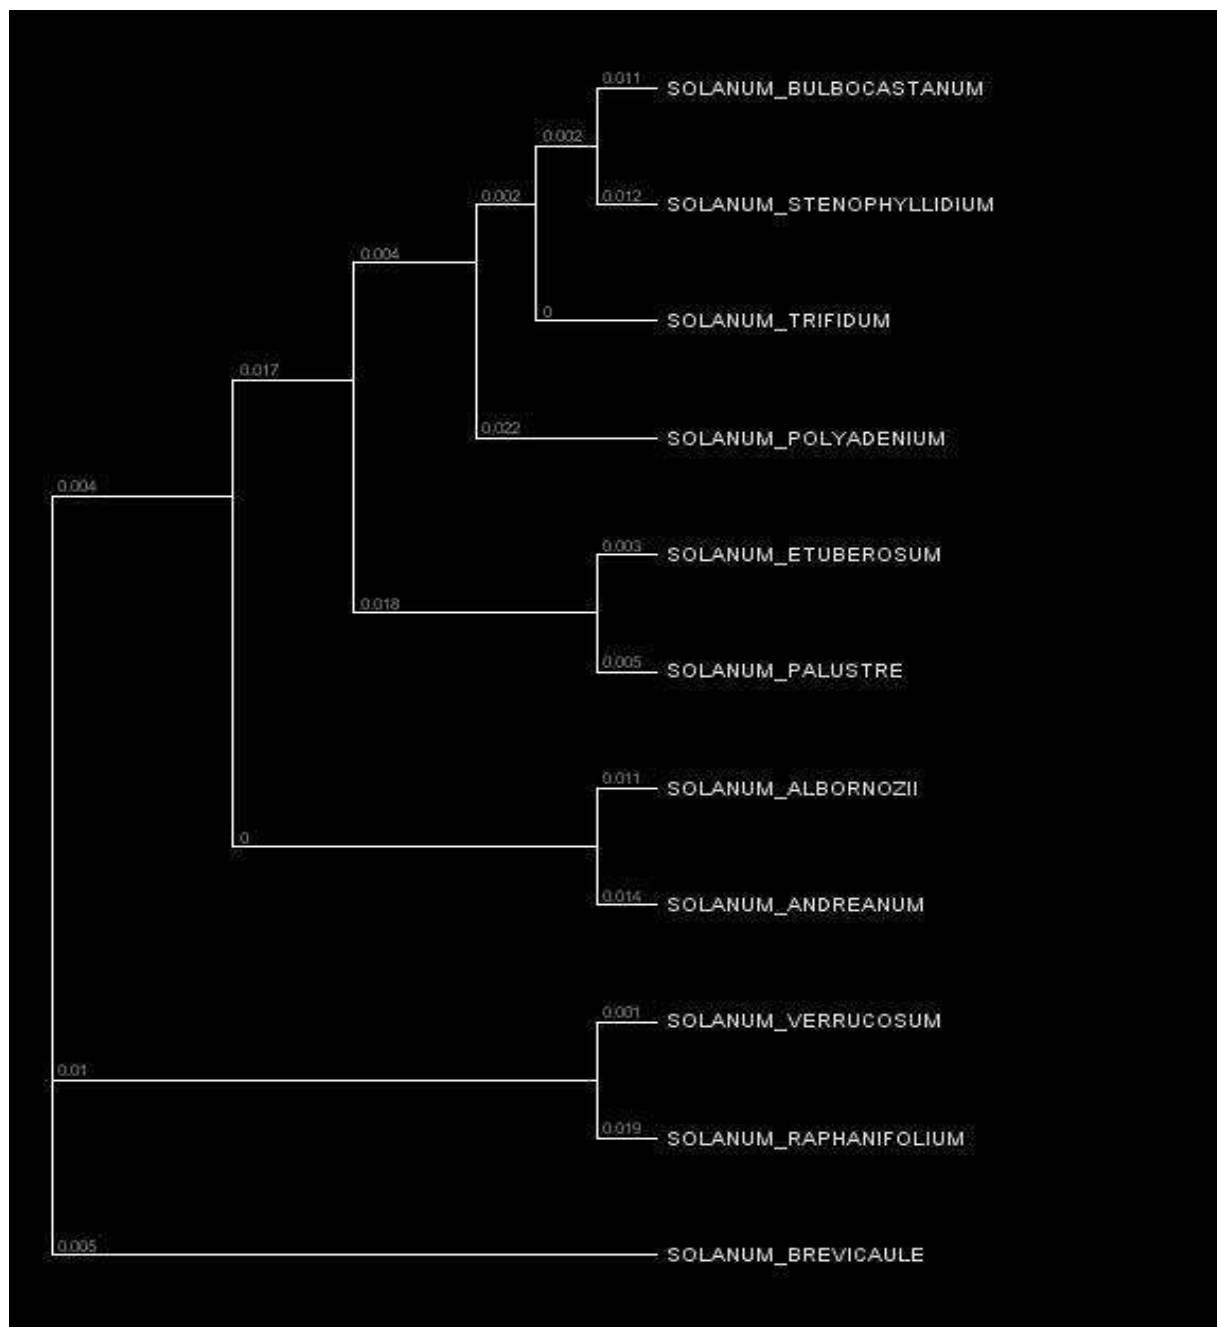 0.011
SOLANUM_BULBOCASTANUM
0.002
0.002
0.012
SOLANUM_STENOPHYLLIDIUM
0.004
0
SOLANUM_TRIFIDUM
0.017
0.022
SOLANUM_POLYADENIUM
0.004
0.003
SOLANUM_ETUBEROSUM
0.018
0.005
SOLANUM_PALUSTRE
0.011
SOLANUM_ALBORNOZII
0
0.014
SOLANUM_ANDREANUM
0.001
SOLANUM_VERRUCOSUM
0.01
0.019
SOLANUM_RAPHANIFOLIUM
0.005
SOLANUM_BREVICAULE